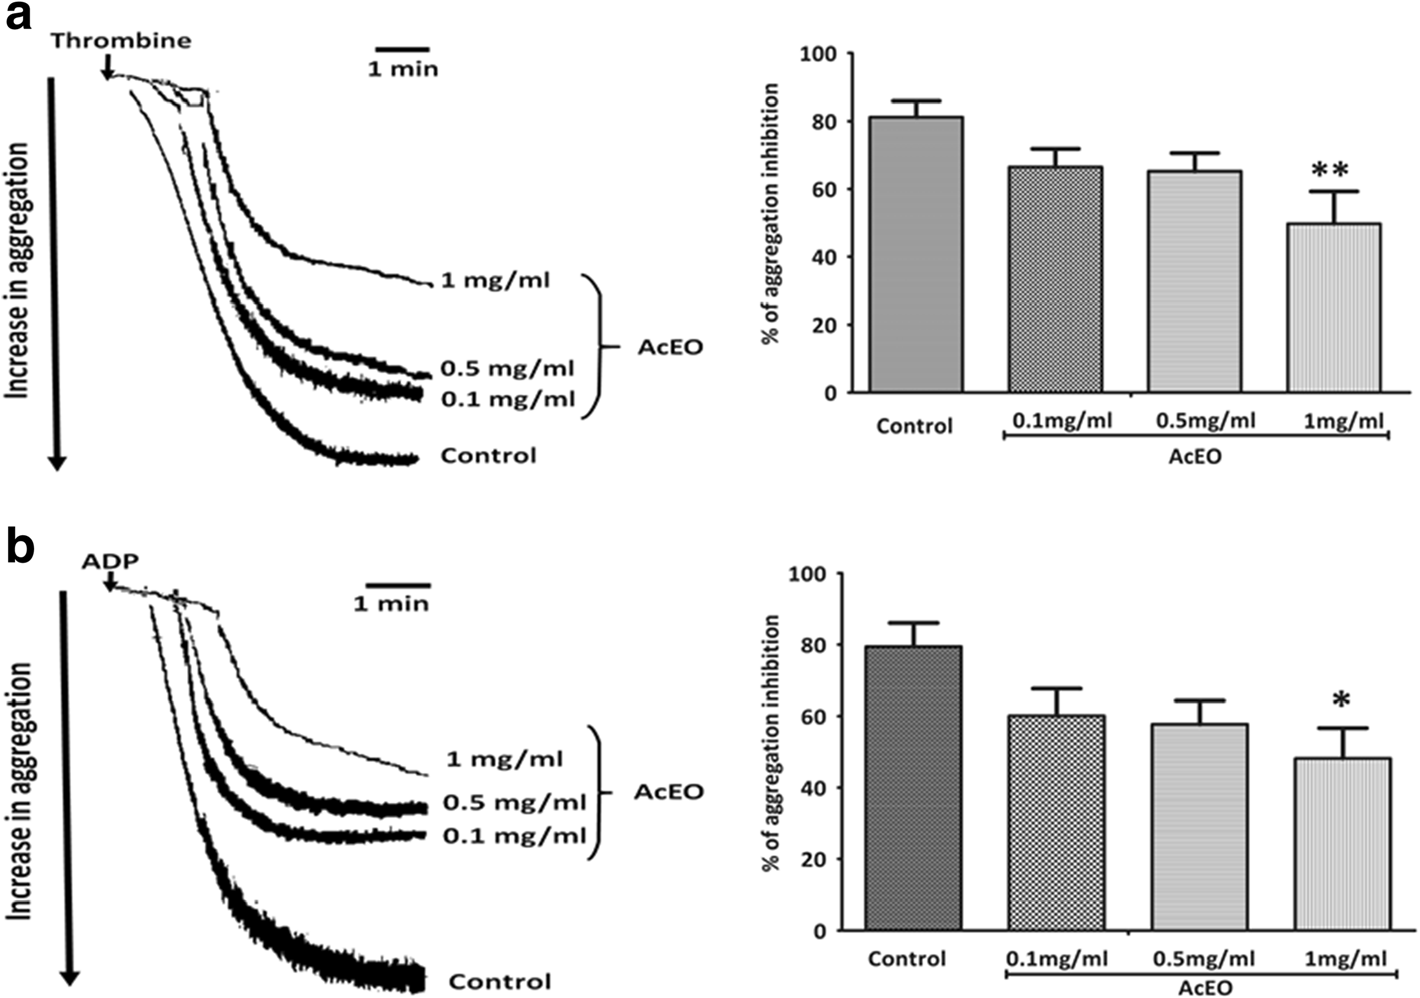 a
Thrombine
1 min
Increase in aggregation
1 mg/ml
0.5 mg/ml
0.1 mg/ml
AcEO
Control
% of aggregation inhibition
100
80
60
40
20
0
**
Control
0.1mg/ml
0.5mg/ml
1mg/ml
AcEO
b
ADP
1 min
Increase in aggregation
1 mg/ml
0.5 mg/ml
0.1 mg/ml
AcEO
Control
% of aggregation inhibition
100
80
60
40
20
0
*
Control
0.1mg/ml
0.5mg/ml
1mg/ml
AcEO